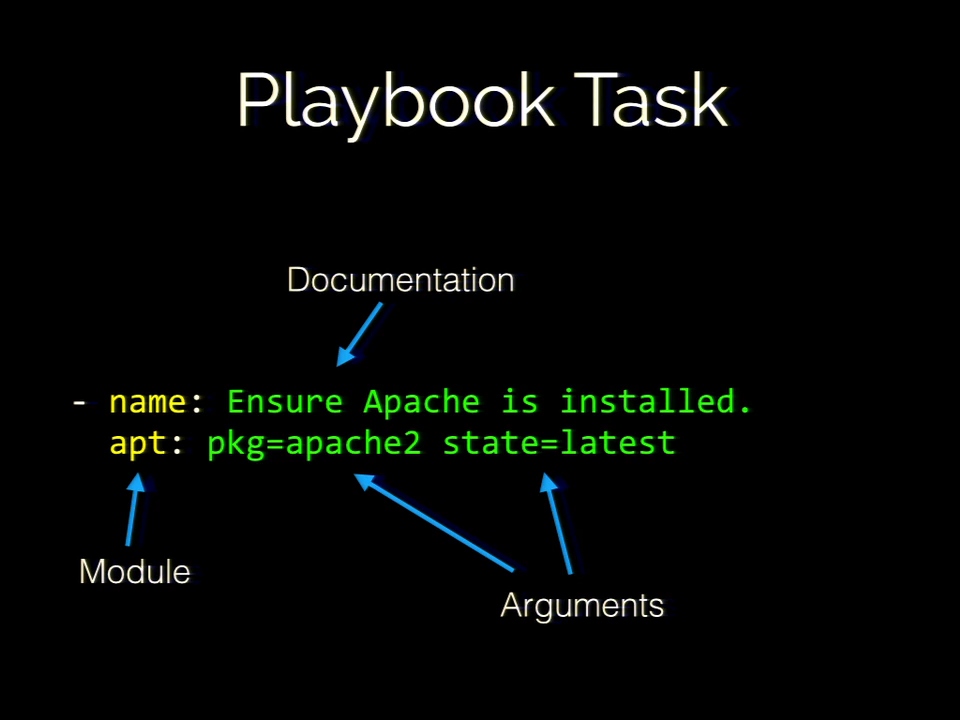 Playbook Task
Documentation
- name: Ensure Apache is installed.
apt: pkg=apache2 state=latest
Module
Arguments